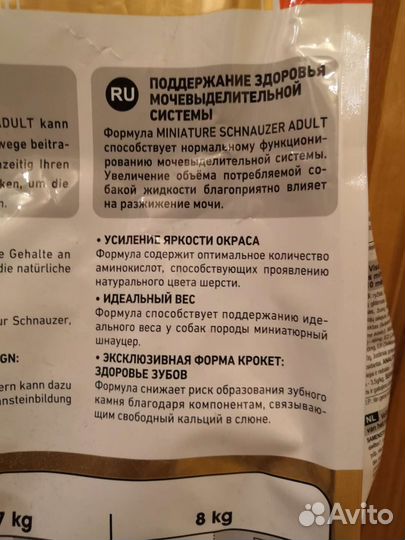 RU
ПОДДЕРЖАНИЕ ЗДОРОВЬЯ
МОЧЕВЫДЕЛИТЕЛЬНОЙ
СИСТЕМЫ
Формула MINIATURE SCHNAUZER ADULT
способствует нормальному функциони-
рованию мочевыделительной системы.
Увеличение объёма потребляемой со-
бакой жидкости благоприятно влияет
на разжижение мочи.
• УСИЛЕНИЕ ЯРКОСТИ ОКРАСА
Формула содержит оптимальное количество
аминокислот, способствующих проявлению
натурального цвета шерсти.
• ИДЕАЛЬНЫЙ ВЕС
Формула способствует поддержанию иде-
ального веса у собак породы миниатюрный
шнауцер.
• ЭКСКЛЮЗИВНАЯ ФОРМА КРОКЕТ:
ЗДОРОВЬЕ ЗУБОВ
Формула снижает риск образования зубного
камня благодаря компонентам, связываю-
щим свободный кальций в слюне.
ADULT kann
wege beitra-
zeitig Ihren
ken, um die
e Gehalte an
die natürliche
ur Schnauzer,
GN:
ern kann dazu
nsteinbildung
7 kg
8 kg
NL
Avito